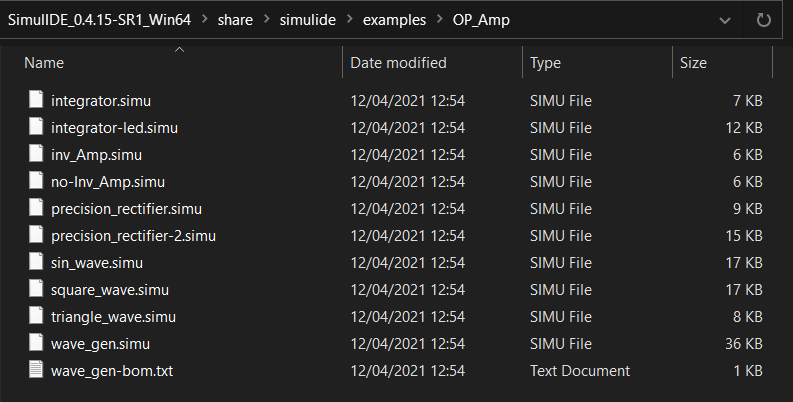 SimulIDE_0.4.15-SR1_Win64 > share > simulide > examples > OP_Amp
Name Date modified Type Size
integrator.simu 12/04/2021 12:54 SIMU File 7 KB
integrator-led.simu 12/04/2021 12:54 SIMU File 12 KB
inv_Amp.simu 12/04/2021 12:54 SIMU File 6 KB
no-Inv_Amp.simu 12/04/2021 12:54 SIMU File 6 KB
precision_rectifier.simu 12/04/2021 12:54 SIMU File 9 KB
precision_rectifier-2.simu 12/04/2021 12:54 SIMU File 15 KB
sin_wave.simu 12/04/2021 12:54 SIMU File 17 KB
square_wave.simu 12/04/2021 12:54 SIMU File 17 KB
triangle_wave.simu 12/04/2021 12:54 SIMU File 8 KB
wave_gen.simu 12/04/2021 12:54 SIMU File 36 KB
wave_gen-bom.txt 12/04/2021 12:54 Text Document 1 KB